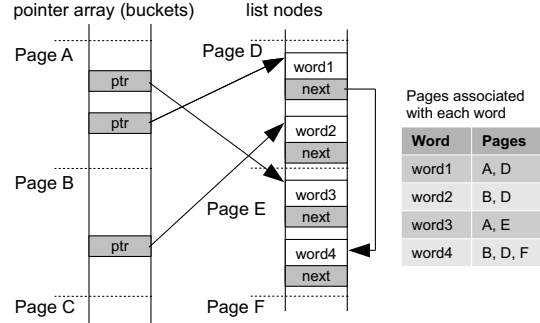 pointer array (buckets)
list nodes
Page A
ptr
ptr
Page B
ptr
Page C
Page D
word1
next
word2
next
Page E
word3
next
word4
next
Page F
Pages associated
with each word
Word Pages
word1 A, D
word2 B, D
word3 A, E
word4 B, D, F